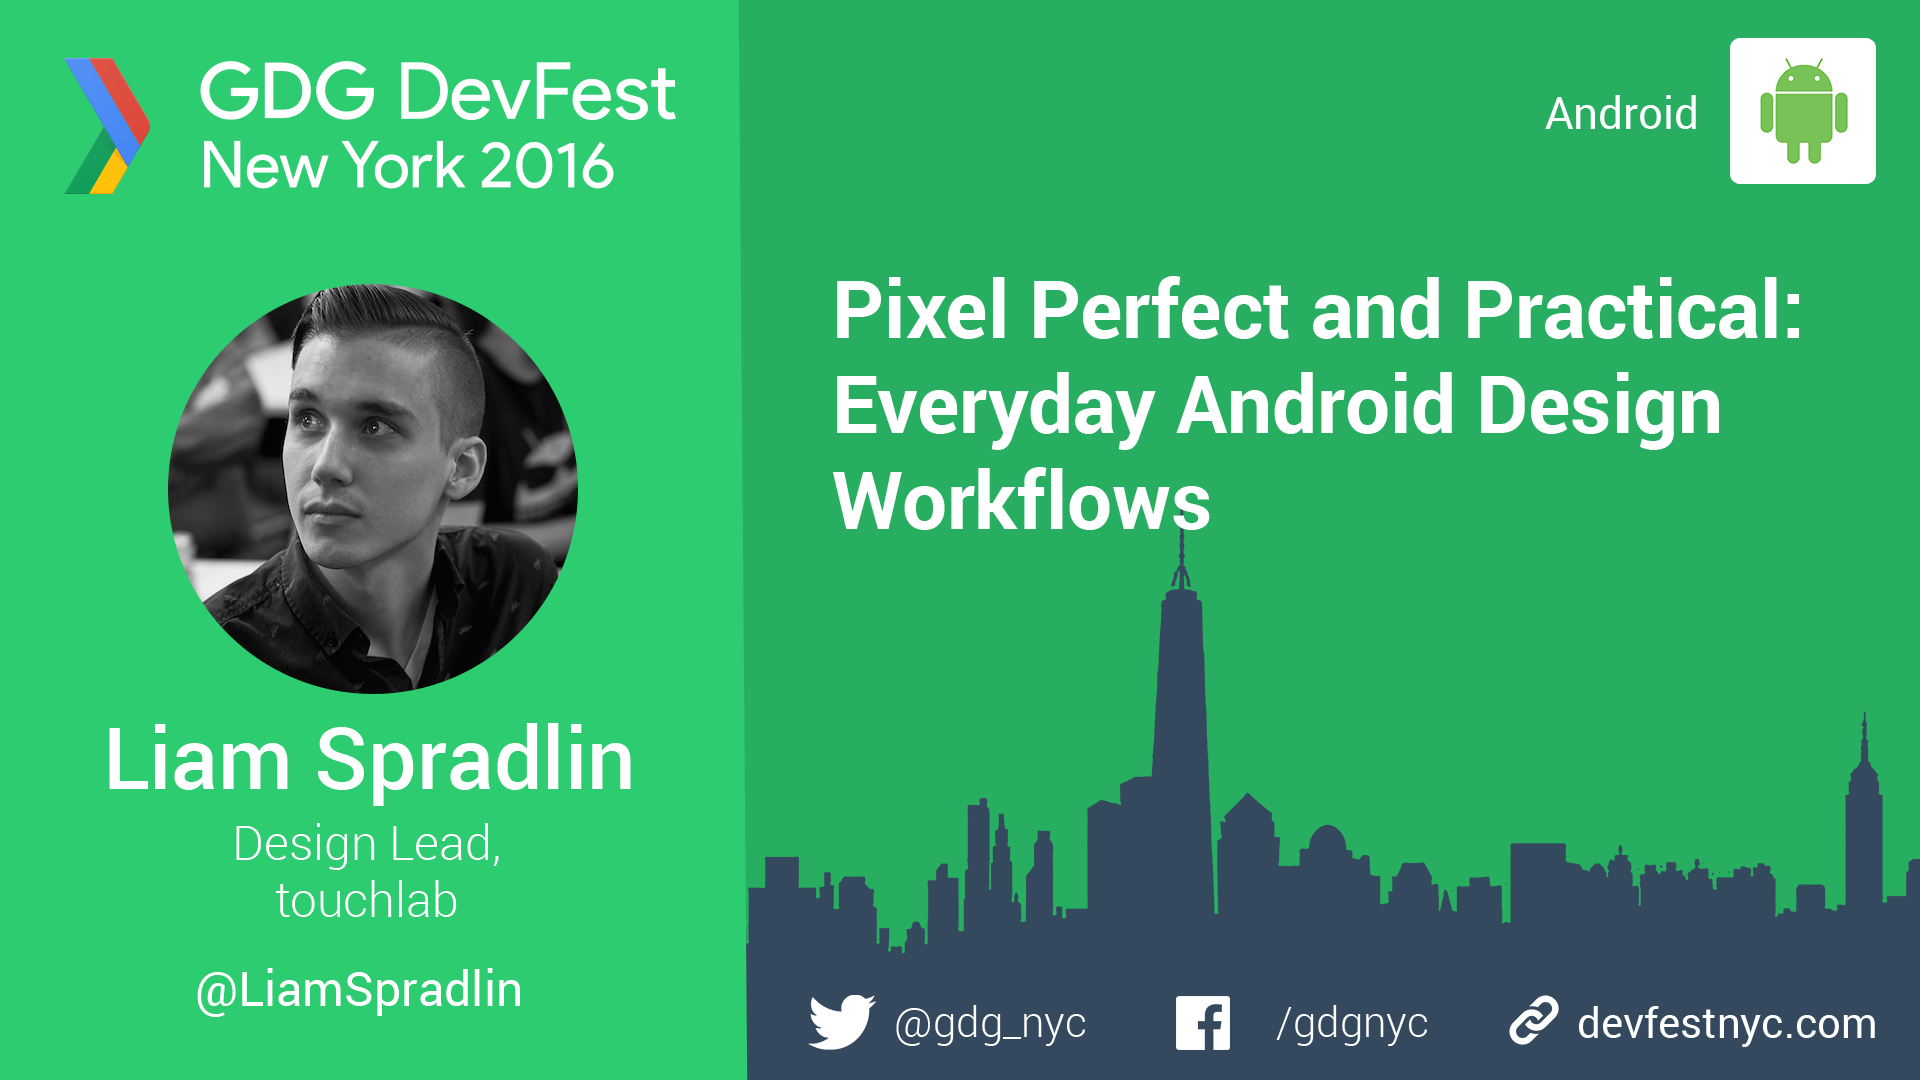 GDG DevFest
New York 2016
Liam Spradlin
Design Lead,
touchlab
@LiamSpradlin
Android
Pixel Perfect and Practical:
Everyday Android Design
Workflows
@gdg_nyc
/gdgnyc
devfestnyc.com